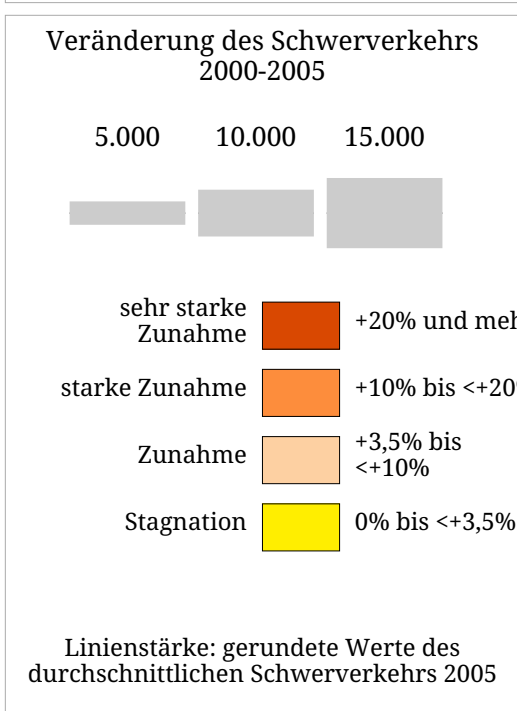 Veränderung des Schwerverkehrs
2000-2005
5.000 10.000 15.000
sehr starke
Zunahme
+20% und meh
starke Zunahme +10% bis <+20
Zunahme
+3,5% bis
<+10%
Stagnation 0% bis <+3,5%
Linienstärke: gerundete Werte des
durchschnittlichen Schwerverkehrs 2005